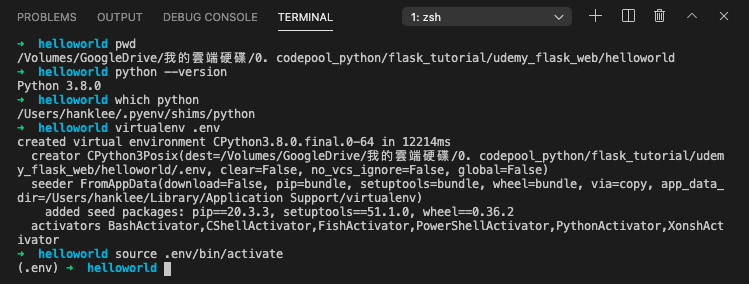 PROBLEMS OUTPUT DEBUG CONSOLE TERMINAL 1: zsh
➜ helloworld pwd
/Volumes/GoogleDrive/我的雲端硬碟/0. codepool_python/flask_tutorial/udemy_flask_web/helloworld
➜ helloworld python --version
Python 3.8.0
➜ helloworld which python
/Users/hanklee/.pyenv/shims/python
➜ helloworld virtualenv .env
created virtual environment CPython3.8.0.final.0-64 in 12214ms
creator CPython3Posix(dest=/Volumes/GoogleDrive/我的雲端硬碟/0. codepool_python/flask_tutorial/udem
y_flask_web/helloworld/.env, clear=False, no_vcs_ignore=False, global=False)
seeder FromAppData(download=False, pip=bundle, setuptools=bundle, wheel=bundle, via=copy, app_data_
dir=/Users/hanklee/Library/Application Support/virtualenv)
added seed packages: pip==20.3.3, setuptools==51.1.0, wheel==0.36.2
activators BashActivator,CShellActivator,FishActivator,PowerShellActivator,PythonActivator,XonshAct
ivator
➜ helloworld source .env/bin/activate
(.env) ➜ helloworld